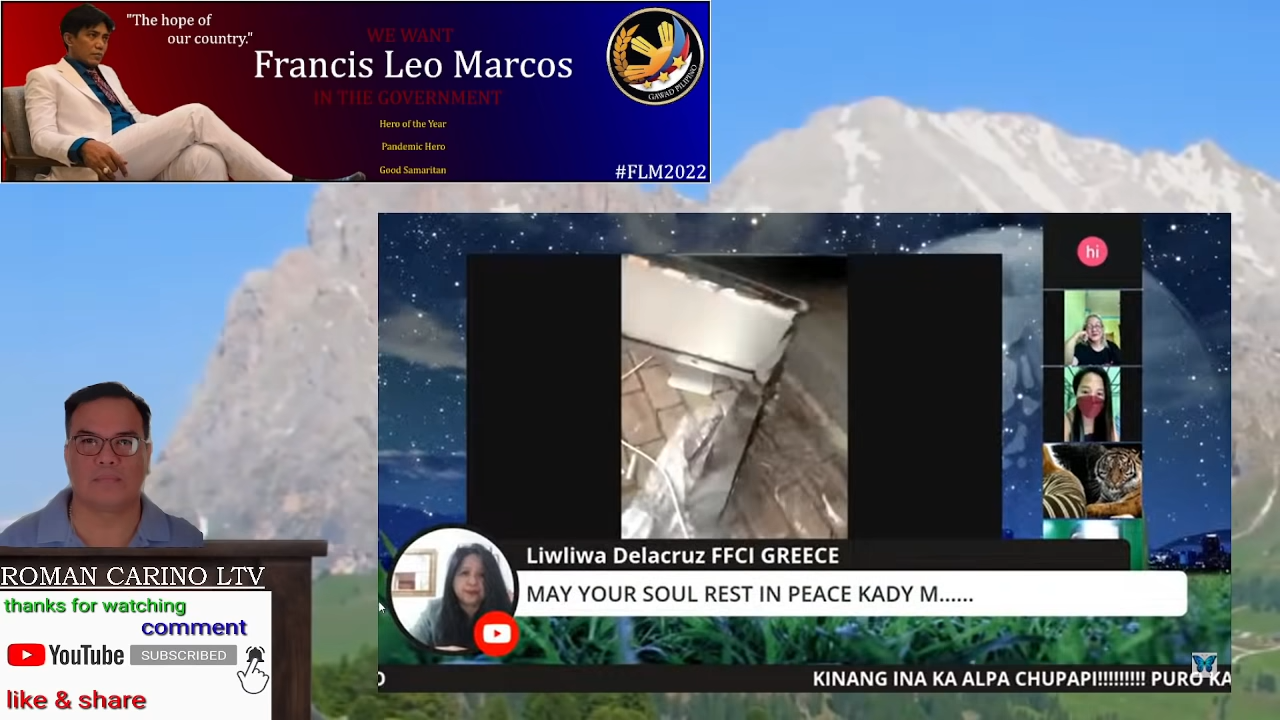 "The hope of
our country."
WE WANT
Francis Leo Marcos
IN THE GOVERNMENT
Hero of the Year
Pandemic Hero
Good Samaritan
GAWAD PILIPINO
#FLM2022
hi
Liwliwa Delacruz FFCI GREECE
MAY YOUR SOUL REST IN PEACE KADY M......
KINANG INA KA ALPA CHUPAPI!!!!!!!!! PURO KA
ROMAN CARINO LTV
thanks for watching
comment
YouTube SUBSCRIBED
like & share